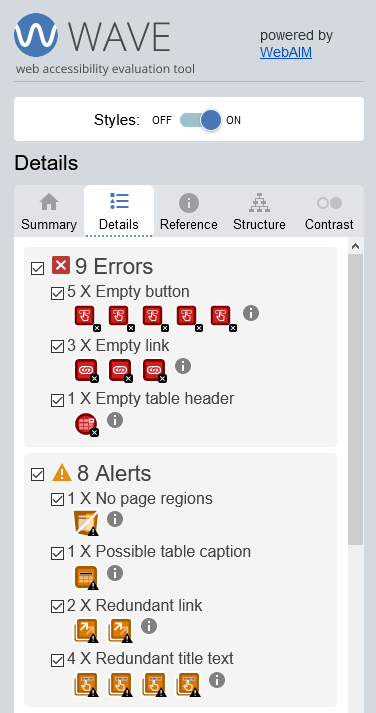 WAVE
web accessibility evaluation tool
powered by
WebAIM
Styles: OFF ON
Details
Summary Details Reference Structure Contrast
9 Errors
5 X Empty button
3 X Empty link
1 X Empty table header
8 Alerts
1 X No page regions
1 X Possible table caption
2 X Redundant link
4 X Redundant title text